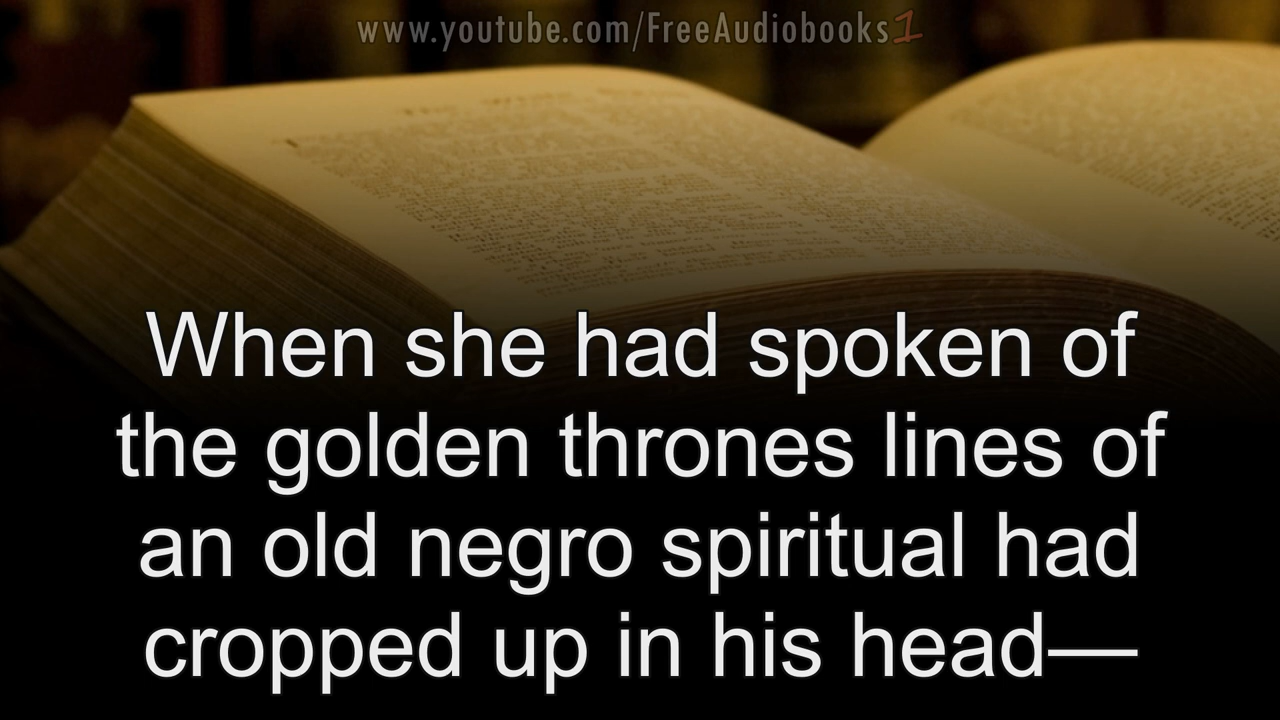 www.youtube.com/FreeAudiobooks1
When she had spoken of
the golden thrones lines of
an old negro spiritual had
cropped up in his head—